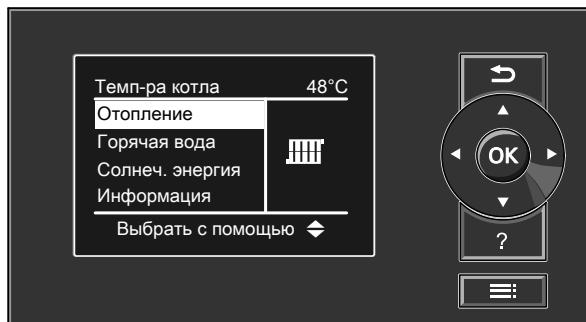 Темп-ра котла 48°C
Отопление
Горячая вода
Солнеч. энергия
Информация
Выбрать с помощью
OK
?